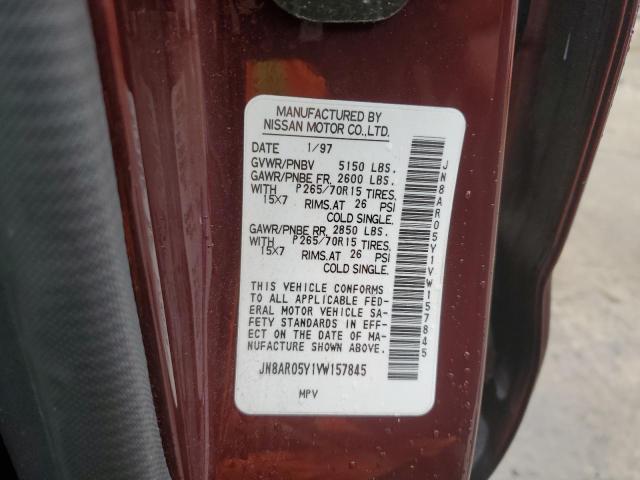 MANUFACTURED BY
NISSAN MOTOR CO.,LTD.
DATE 1/97
GVWR/PNBV 5150 LBS.
GAWR/PNBE FR. 2600 LBS.
WITH P265/70R15 TIRES.
15X7 RIMS.AT 26 PSI
COLD SINGLE.
GAWR/PNBE RR. 2850 LBS.
WITH P265/70R15 TIRES.
15X7 RIMS.AT 26 PSI
COLD SINGLE.
THIS VEHICLE CONFORMS
TO ALL APPLICABLE FED-
ERAL MOTOR VEHICLE SA-
FETY STANDARDS IN EFF-
ECT ON THE DATE OF MA-
NUFACTURE SHOWN ABOVE.
JN8AR05Y1VW157845
MPV
JN8AR05Y1VW157845